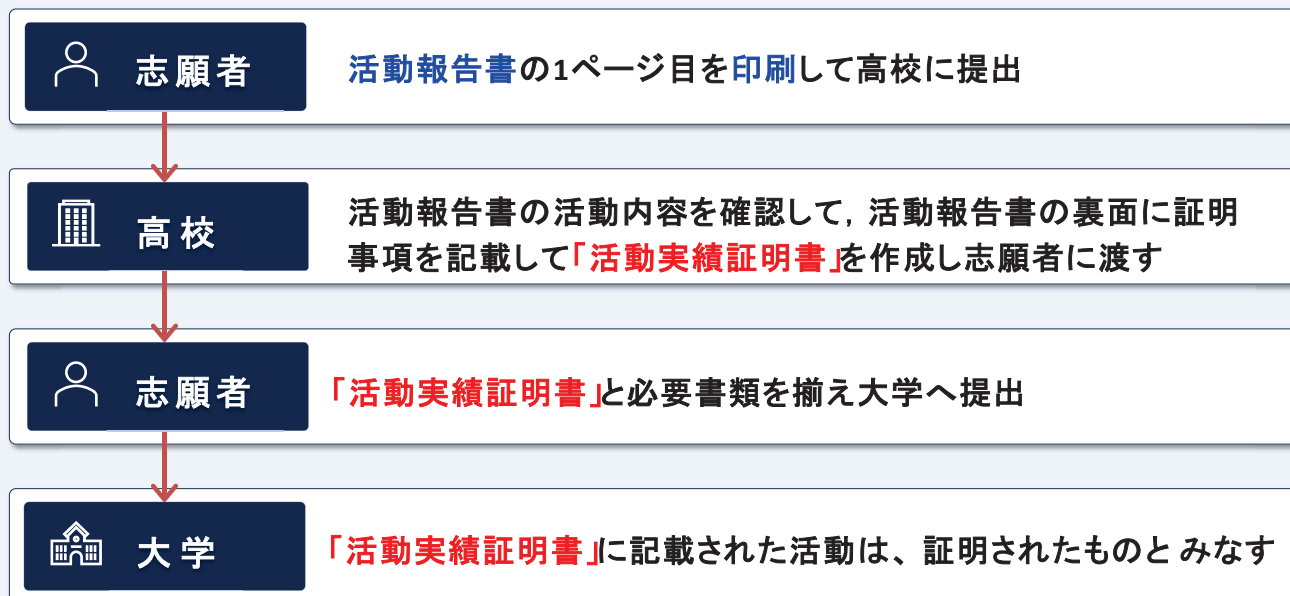 志願者
活動報告書の1ページ目を印刷して高校に提出
高校
活動報告書の活動内容を確認して，活動報告書の裏面に証明
事項を記載して「活動実績証明書」を作成し志願者に渡す
志願者
「活動実績証明書」と必要書類を揃え大学へ提出
大学
「活動実績証明書」に記載された活動は、証明されたものとみなす